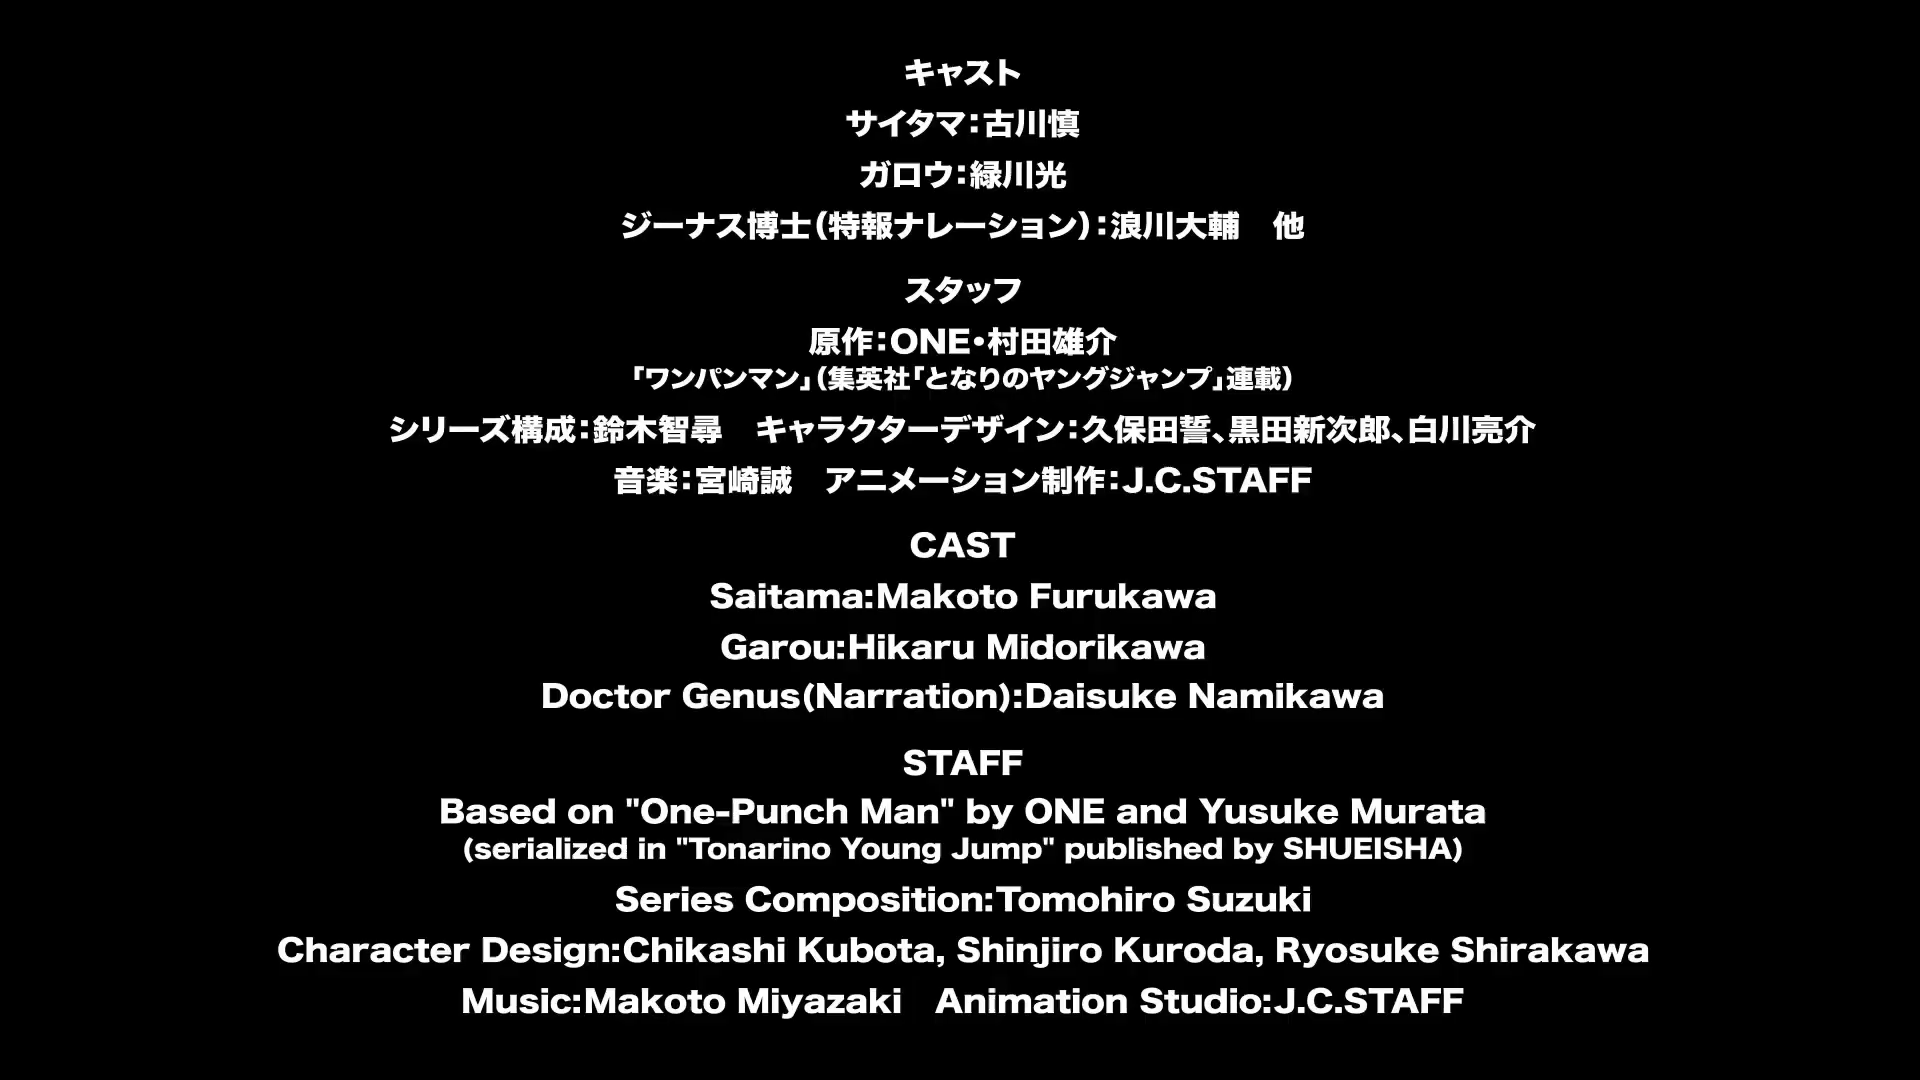 キャスト
サイタマ：古川慎
ガロウ：緑川光
ジーナス博士（特報ナレーション）：浪川大輔　他
スタッフ
原作：ONE・村田雄介
「ワンパンマン」（集英社「となりのヤングジャンプ」連載）
シリーズ構成：鈴木智尋　キャラクターデザイン：久保田誓、黒田新次郎、白川亮介
音楽：宮崎誠　アニメーション制作：J.C.STAFF
CAST
Saitama:Makoto Furukawa
Garou:Hikaru Midorikawa
Doctor Genus(Narration):Daisuke Namikawa
STAFF
Based on "One-Punch Man" by ONE and Yusuke Murata
(serialized in "Tonarino Young Jump" published by SHUEISHA)
Series Composition:Tomohiro Suzuki
Character Design:Chikashi Kubota, Shinjiro Kuroda, Ryosuke Shirakawa
Music:Makoto Miyazaki　Animation Studio:J.C.STAFF